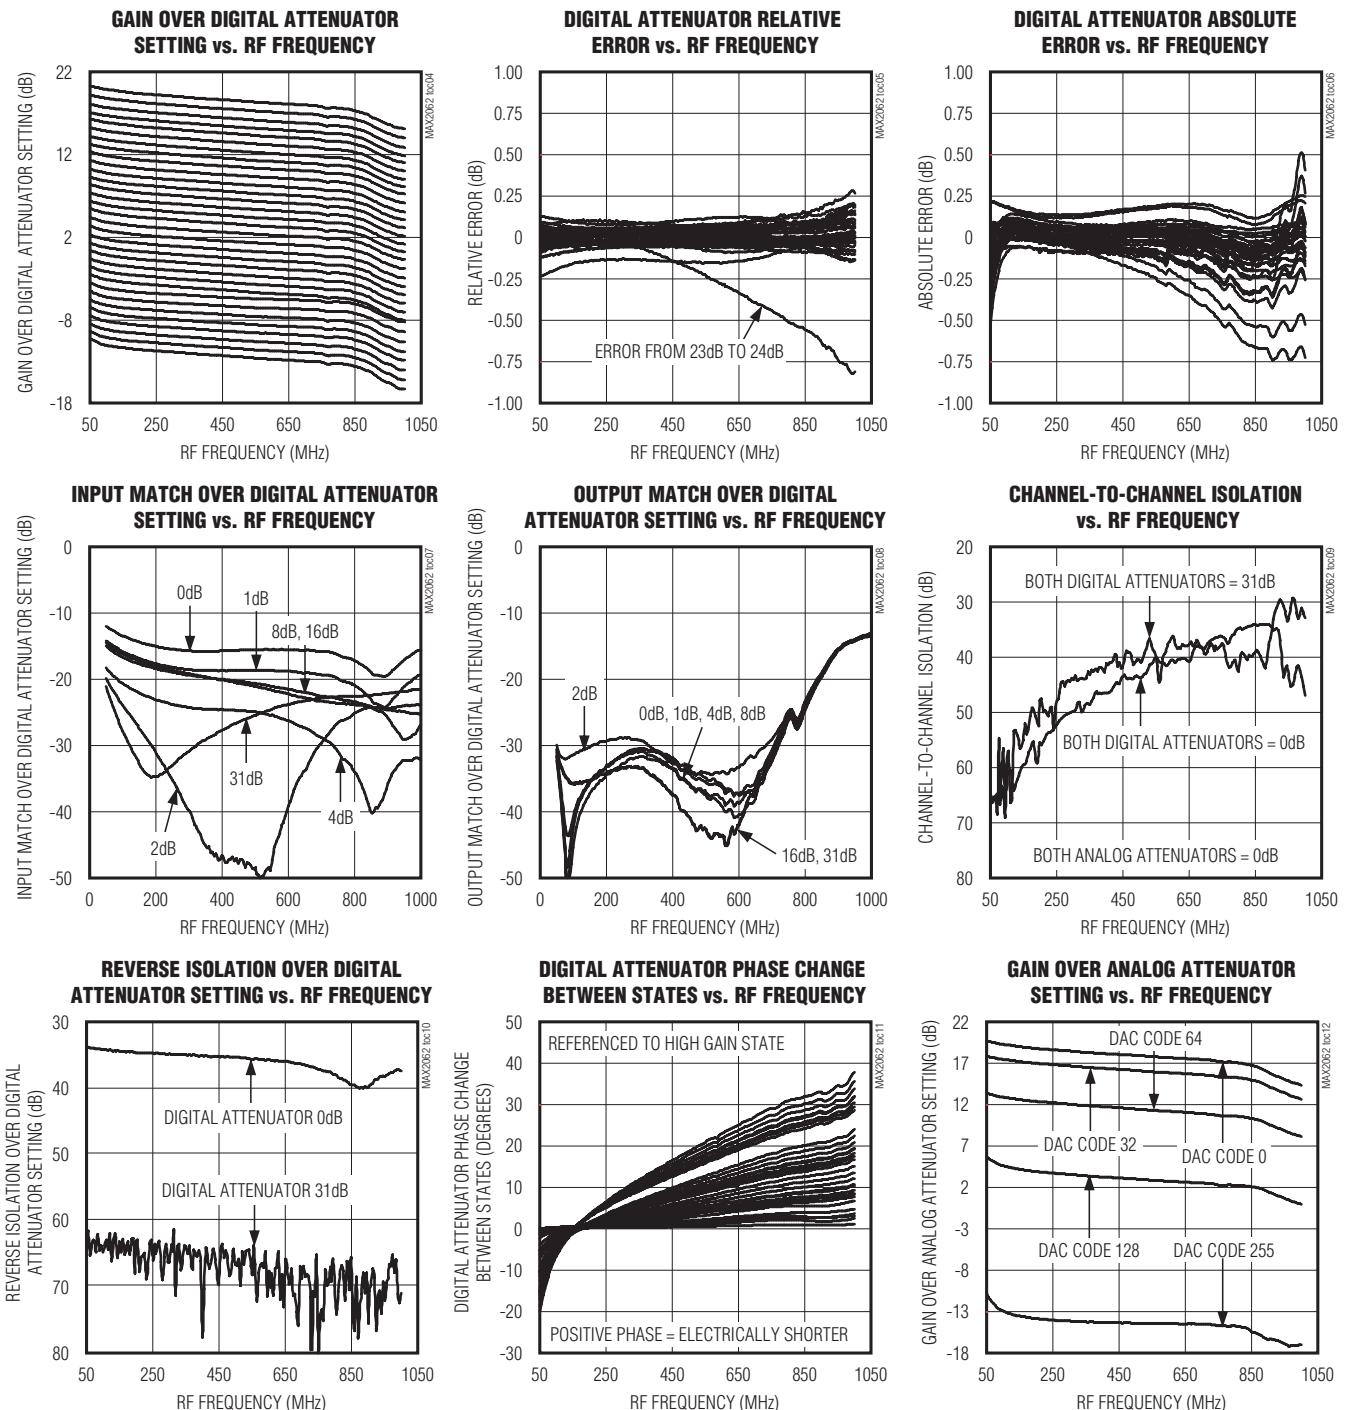 GAIN OVER DIGITAL ATTENUATOR
SETTING vs. RF FREQUENCY
GAIN OVER DIGITAL ATTENUATOR SETTING (dB)
MAX2062 toc04
22
12
2
-8
-18
50 250 450 650 850 1050
RF FREQUENCY (MHz)
DIGITAL ATTENUATOR RELATIVE
ERROR vs. RF FREQUENCY
RELATIVE ERROR (dB)
MAX2062 toc05
1.00
0.75
0.50
0.25
0
-0.25
-0.50
-0.75
-1.00
ERROR FROM 23dB TO 24dB
50 250 450 650 850 1050
RF FREQUENCY (MHz)
DIGITAL ATTENUATOR ABSOLUTE
ERROR vs. RF FREQUENCY
ABSOLUTE ERROR (dB)
MAX2062 toc06
1.00
0.75
0.50
0.25
0
-0.25
-0.50
-0.75
-1.00
50 250 450 650 850 1050
RF FREQUENCY (MHz)
INPUT MATCH OVER DIGITAL ATTENUATOR
SETTING vs. RF FREQUENCY
INPUT MATCH OVER DIGITAL ATTENUATOR SETTING (dB)
MAX2062 toc07
0
-10
-20
-30
-40
-50
0dB
1dB
8dB, 16dB
31dB
4dB
2dB
0 200 400 600 800 1000
RF FREQUENCY (MHz)
OUTPUT MATCH OVER DIGITAL
ATTENUATOR SETTING vs. RF FREQUENCY
OUTPUT MATCH OVER DIGITAL ATTENUATOR SETTING (dB)
MAX2062 toc08
0
-10
-20
-30
-40
-50
2dB
0dB, 1dB, 4dB, 8dB
16dB, 31dB
0 200 400 600 800 1000
RF FREQUENCY (MHz)
CHANNEL-TO-CHANNEL ISOLATION
vs. RF FREQUENCY
CHANNEL-TO-CHANNEL ISOLATION (dB)
MAX2062 toc09
20
30
40
50
60
70
80
BOTH DIGITAL ATTENUATORS = 31dB
BOTH DIGITAL ATTENUATORS = 0dB
BOTH ANALOG ATTENUATORS = 0dB
50 250 450 650 850 1050
RF FREQUENCY (MHz)
REVERSE ISOLATION OVER DIGITAL
ATTENUATOR SETTING vs. RF FREQUENCY
REVERSE ISOLATION OVER DIGITAL
ATTENUATOR SETTING (dB)
MAX2062 toc10
30
40
50
60
70
80
DIGITAL ATTENUATOR 0dB
DIGITAL ATTENUATOR 31dB
50 250 450 650 850 1050
RF FREQUENCY (MHz)
DIGITAL ATTENUATOR PHASE CHANGE
BETWEEN STATES vs. RF FREQUENCY
DIGITAL ATTENUATOR PHASE CHANGE
BETWEEN STATES (DEGREES)
MAX2062 toc11
50
40
30
20
10
0
-10
-20
-30
REFERENCED TO HIGH GAIN STATE
POSITIVE PHASE = ELECTRICALLY SHORTER
50 250 450 650 850 1050
RF FREQUENCY (MHz)
GAIN OVER ANALOG ATTENUATOR
SETTING vs. RF FREQUENCY
GAIN OVER ANALOG ATTENUATOR SETTING (dB)
MAX2062 toc12
22
17
12
7
2
-3
-8
-13
-18
DAC CODE 64
DAC CODE 32
DAC CODE 0
DAC CODE 128
DAC CODE 255
50 250 450 650 850 1050
RF FREQUENCY (MHz)